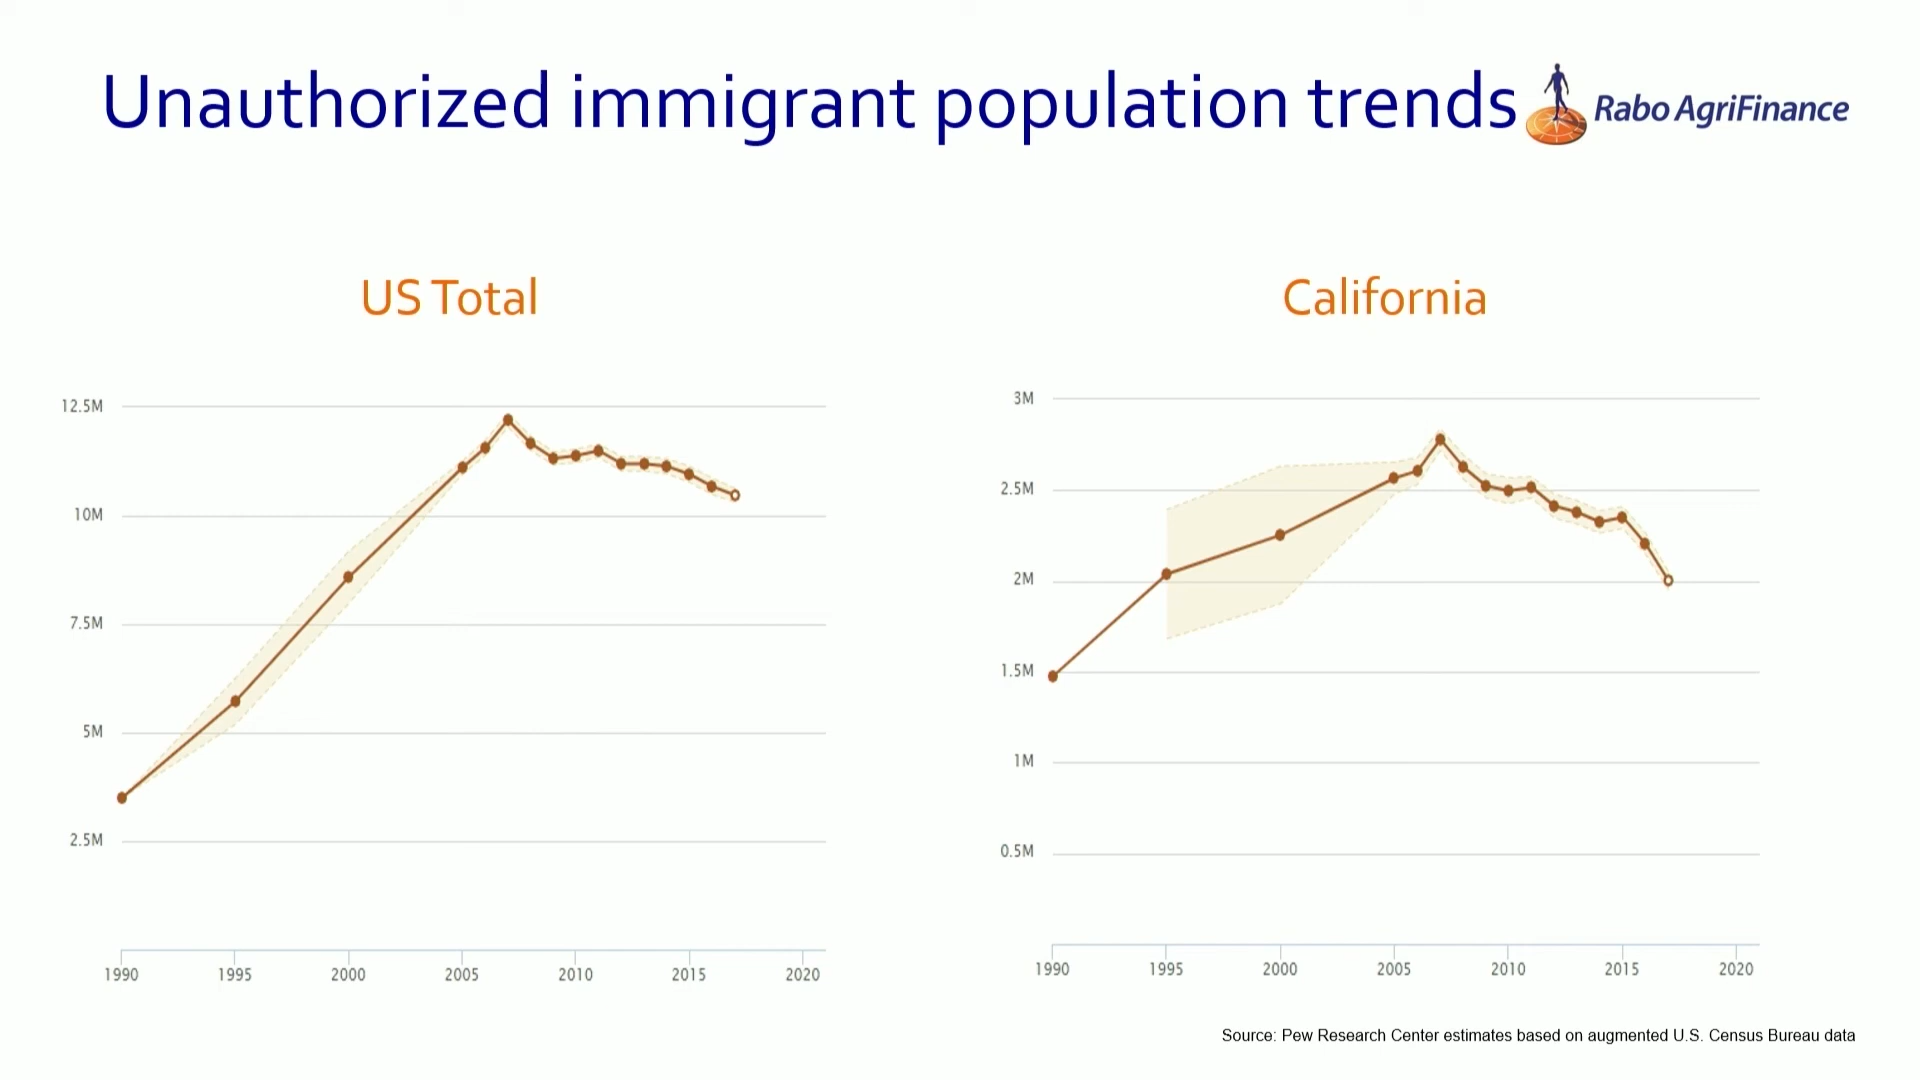 Unauthorized immigrant population trends
Rabo AgriFinance
US Total
12.5M
10M
7.5M
5M
2.5M
1990 1995 2000 2005 2010 2015 2020
California
3M
2.5M
2M
1.5M
1M
0.5M
1990 1995 2000 2005 2010 2015 2020
Source: Pew Research Center estimates based on augmented U.S. Census Bureau data